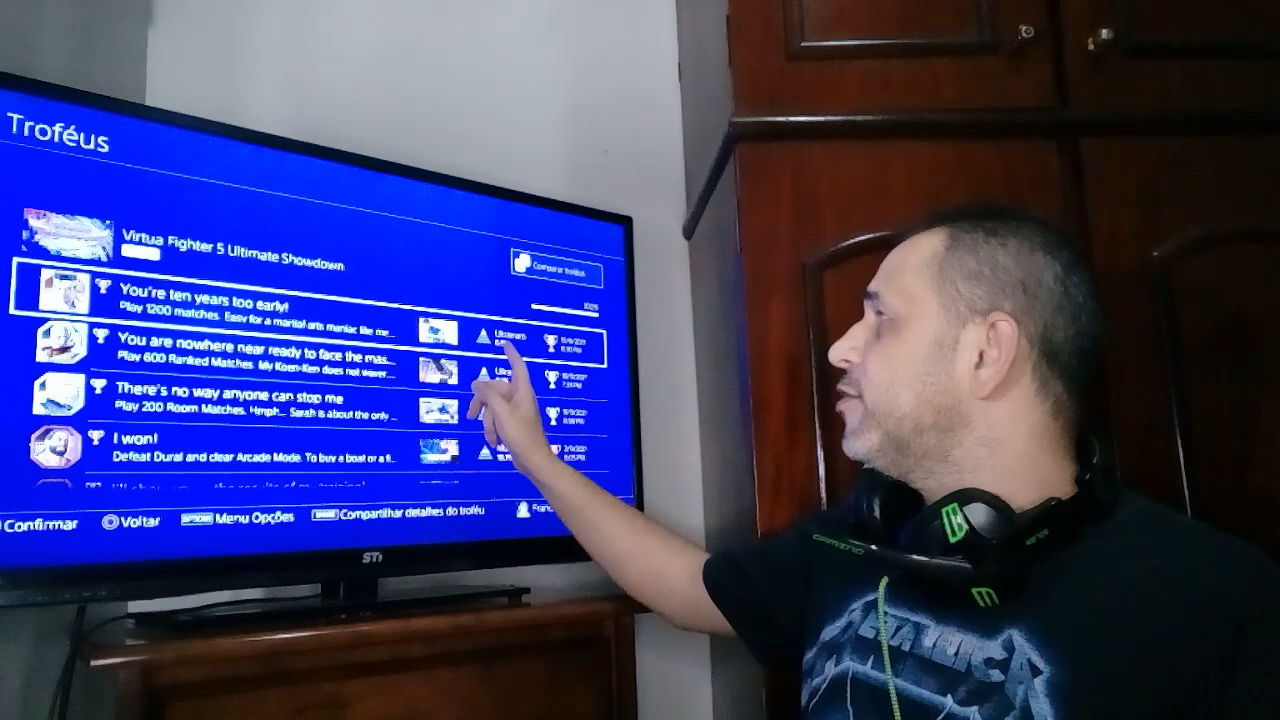 Troféus
Virtua Fighter 5 Ultimate Showdown
Comparar troféus
You're ten years too early!
Play 1200 matches. Easy for a martial arts maniac like me...
You are nowhere near ready to face the mas...
Play 600 Ranked Matches. My Koen-Ken does not waver...
There's no way anyone can stop me
Play 200 Room Matches. Hmph... Sarah is about the only ...
I won!
Defeat Dural and clear Arcade Mode. To buy a boat or a fi...
Confirmar
Voltar
OPTIONS Menu Opções
SHARE Compartilhar detalhes do troféu
Franc
STi
GAMING
METALLICA